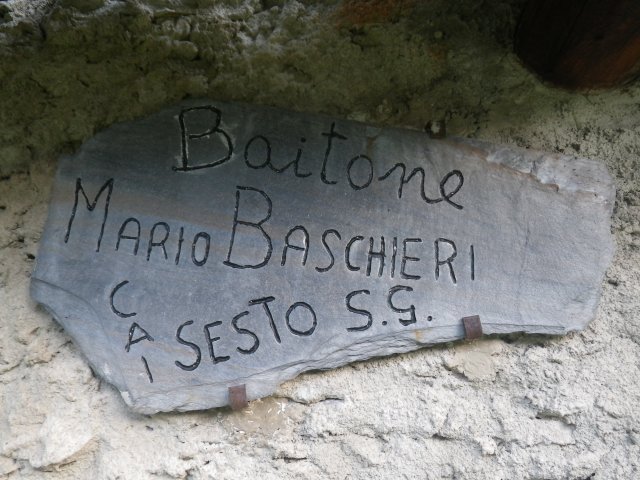 Baitone
MARIO BASCHIERI
CAI SESTO S.G.